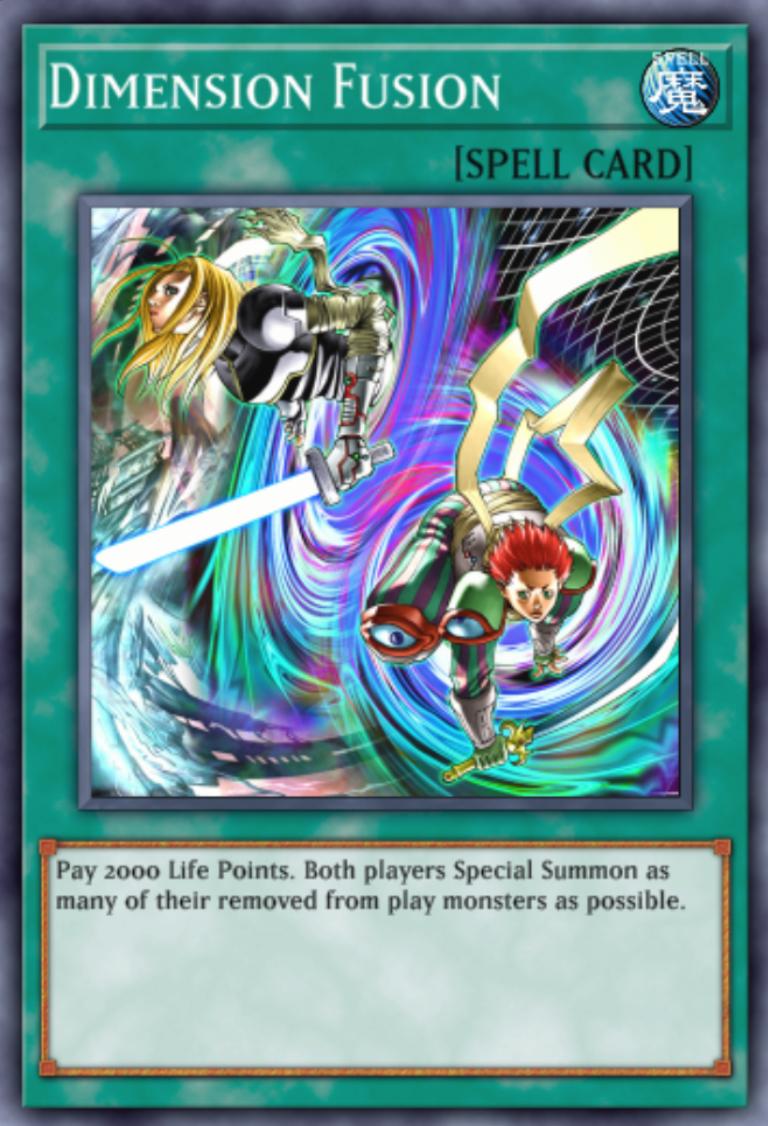 Dimension Fusion
SPELL
魔
[SPELL CARD]
Pay 2000 Life Points. Both players Special Summon as
many of their removed from play monsters as possible.